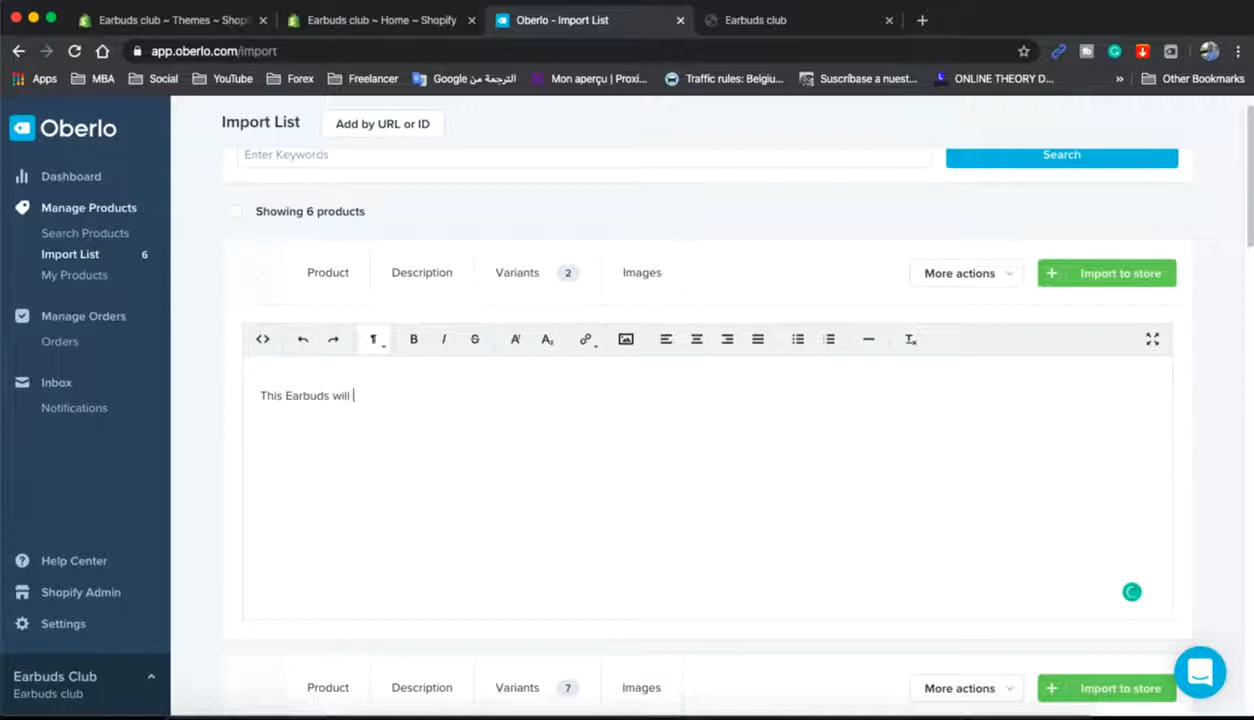 Earbuds club ~ Themes ~ Shopi
Earbuds club ~ Home ~ Shopify
Oberlo - Import List
Earbuds club
app.oberlo.com/import
Apps
MBA
Social
YouTube
Forex
Freelancer
Google الترجمة من
Mon aperçu | Proxi...
Traffic rules: Belgiu...
Suscríbase a nuest...
ONLINE THEORY D...
»
Other Bookmarks
Oberlo
Import List
Add by URL or ID
Enter Keywords
Search
Dashboard
Manage Products
Search Products
Import List 6
My Products
Manage Orders
Orders
Inbox
Notifications
Help Center
Shopify Admin
Settings
Earbuds Club
Earbuds club
Showing 6 products
Product
Description
Variants 2
Images
More actions
+ Import to store
This Earbuds will
Product
Description
Variants 7
Images
More actions
+ Import to store